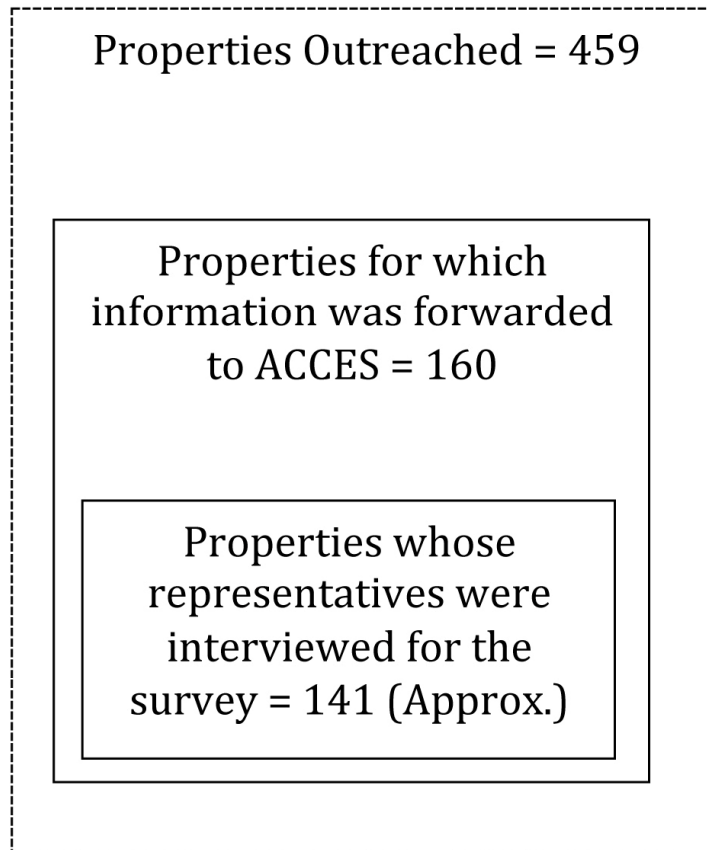 Properties Outreached = 459
Properties for which
information was forwarded
to ACCES = 160
Properties whose
representatives were
interviewed for the
survey = 141 (Approx.)